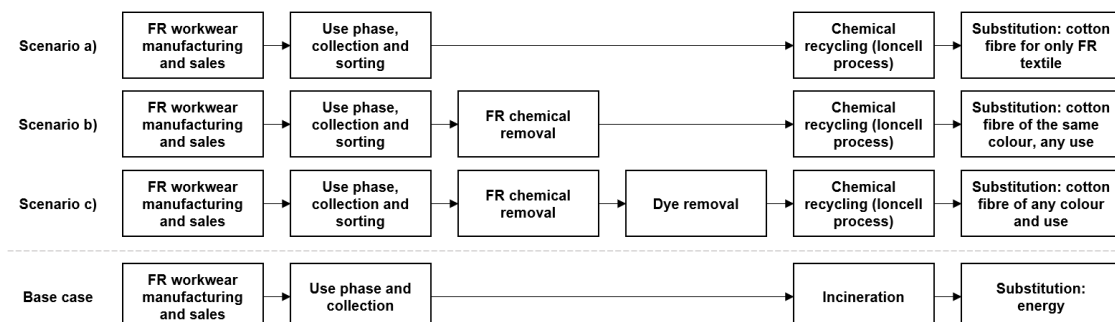 Scenario a)
FR workwear
manufacturing
and sales
Use phase,
collection and
sorting
Chemical
recycling (Ioncell
process)
Substitution: cotton
fibre for only FR
textile
Scenario b)
FR workwear
manufacturing
and sales
Use phase,
collection and
sorting
FR chemical
removal
Chemical
recycling (Ioncell
process)
Substitution: cotton
fibre of the same
colour, any use
Scenario c)
FR workwear
manufacturing
and sales
Use phase,
collection and
sorting
FR chemical
removal
Dye removal
Chemical
recycling (Ioncell
process)
Substitution: cotton
fibre of any colour
and use
Base case
FR workwear
manufacturing
and sales
Use phase and
collection
Incineration
Substitution:
energy